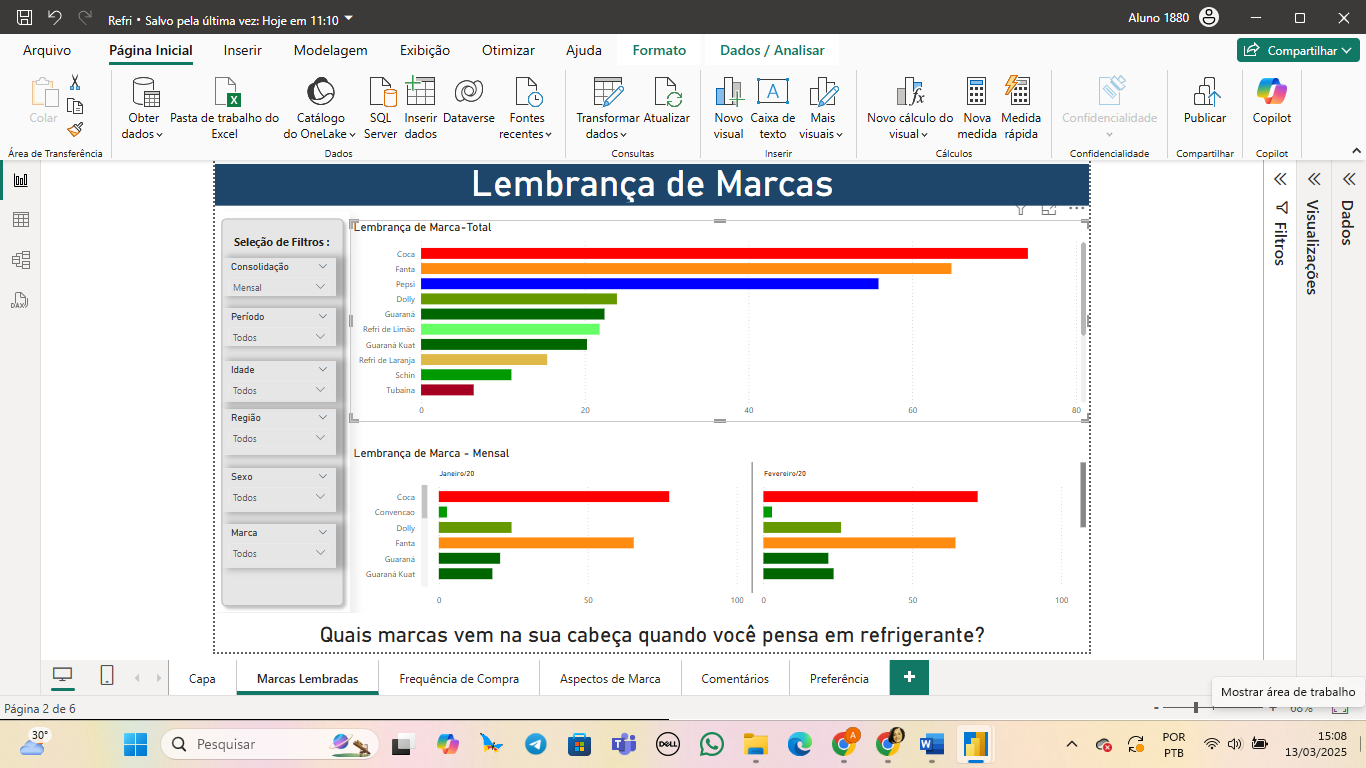 Refri • Salvo pela última vez: Hoje em 11:10
Aluno 1880
Arquivo
Página Inicial
Inserir
Modelagem
Exibição
Otimizar
Ajuda
Formato
Dados / Analisar
Compartilhar
Colar
Obter dados
Pasta de trabalho do Excel
Catálogo do OneLake
SQL Server
Inserir dados
Dataverse
Fontes recentes
Transformar dados
Atualizar
Novo visual
Caixa de texto
Mais visuais
Novo cálculo do visual
Nova medida
Medida rápida
Confidencialidade
Publicar
Copilot
Área de Transferência
Dados
Consultas
Inserir
Cálculos
Confidencialidade
Compartilhar
Copilot
Lembrança de Marcas
Seleção de Filtros :
Consolidação
Mensal
Período
Todos
Idade
Todos
Região
Todos
Sexo
Todos
Marca
Todos
Lembrança de Marca-Total
Coca
Fanta
Pepsi
Dolly
Guaraná
Refri de Limão
Guaraná Kuat
Refri de Laranja
Schin
Tubaina
0 20 40 60 80
Lembrança de Marca - Mensal
Janeiro/20
Fevereiro/20
Coca
Convencao
Dolly
Fanta
Guaraná
Guaraná Kuat
0 50 100
0 50 100
Quais marcas vem na sua cabeça quando você pensa em refrigerante?
Filtros
Visualizações
Dados
DAX
Capa
Marcas Lembradas
Frequência de Compra
Aspectos de Marca
Comentários
Preferência
+
Página 2 de 6
Mostrar área de trabalho
- + 68%
30°
Pesquisar
DELL
A
POR
PTB
15:08
13/03/2025